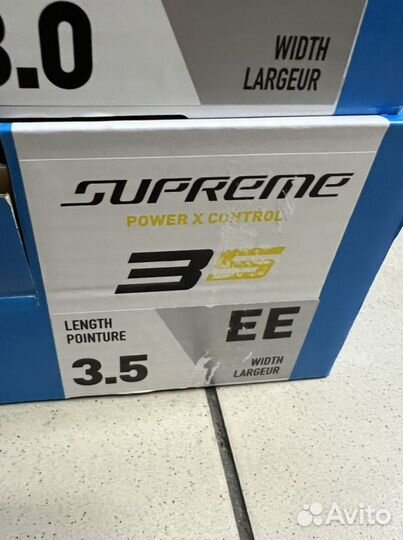 3.0
WIDTH
LARGEUR
SUPREME
POWER X CONTROL
3S
LENGTH
POINTURE
3.5
EE
WIDTH
LARGEUR
Avito